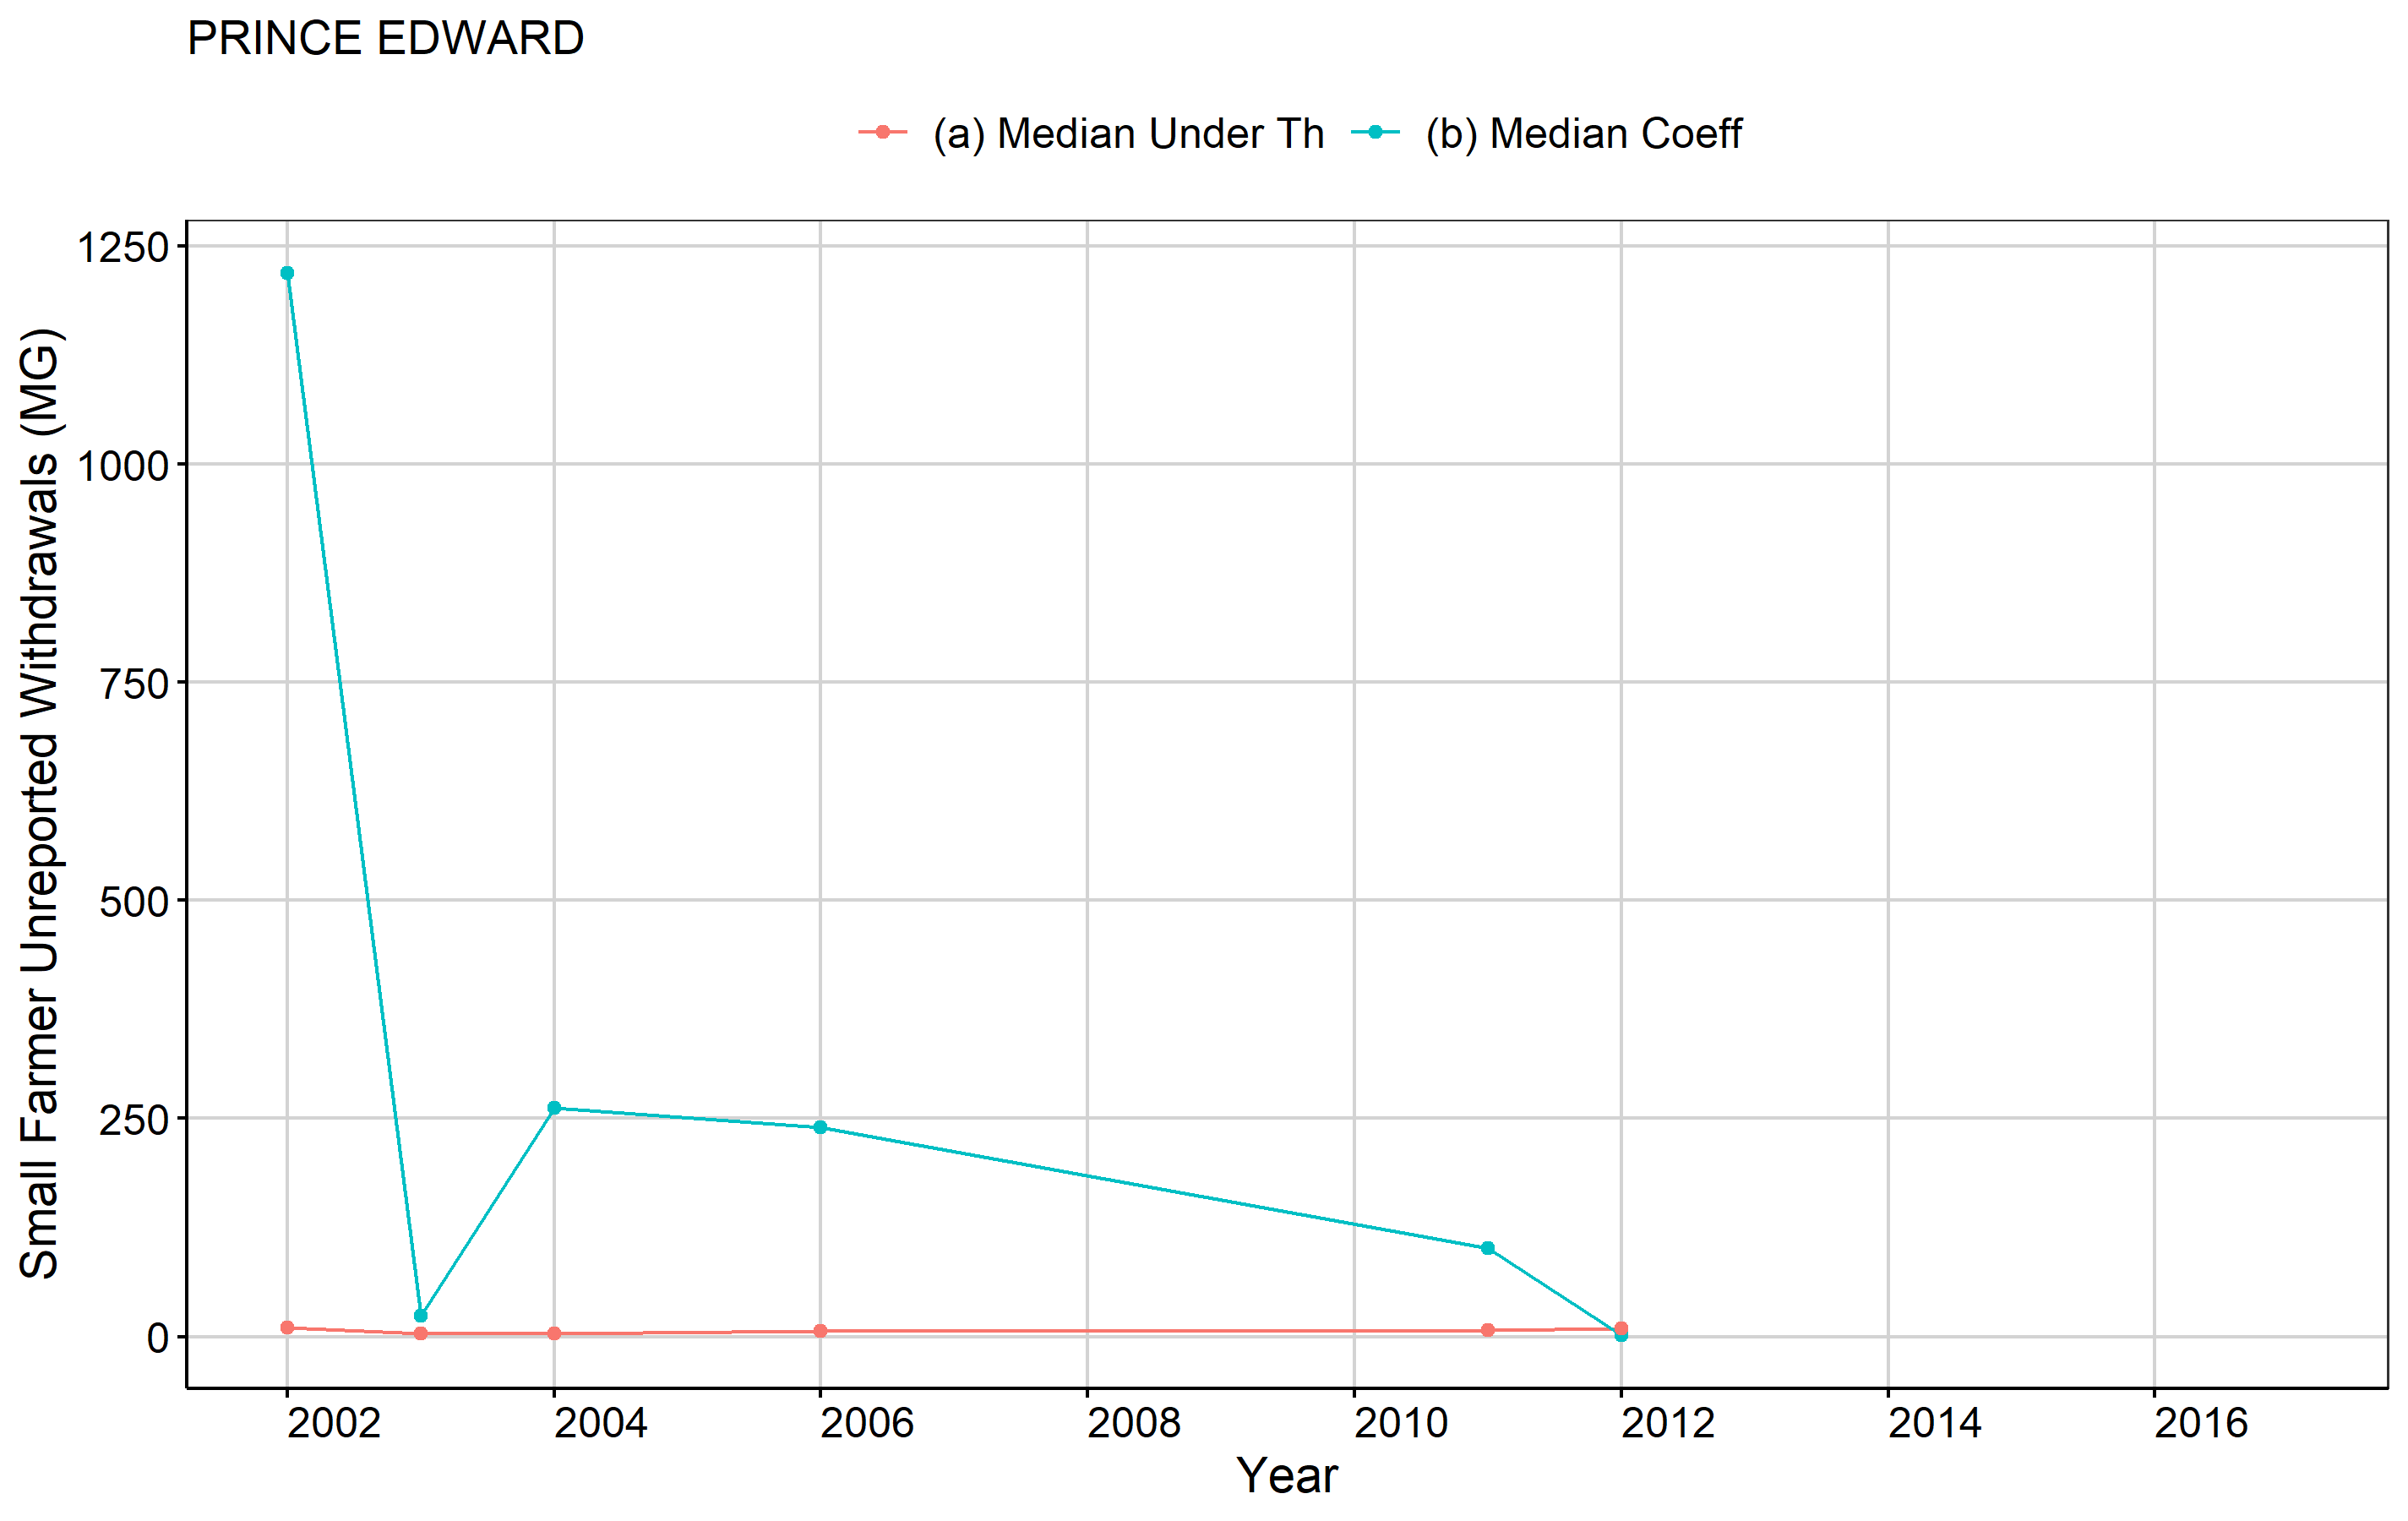 PRINCE EDWARD
(a) Median Under Th (b) Median Coeff
Small Farmer Unreported Withdrawals (MG)
1250
1000
750
500
250
0
2002 2004 2006 2008 2010 2012 2014 2016
Year